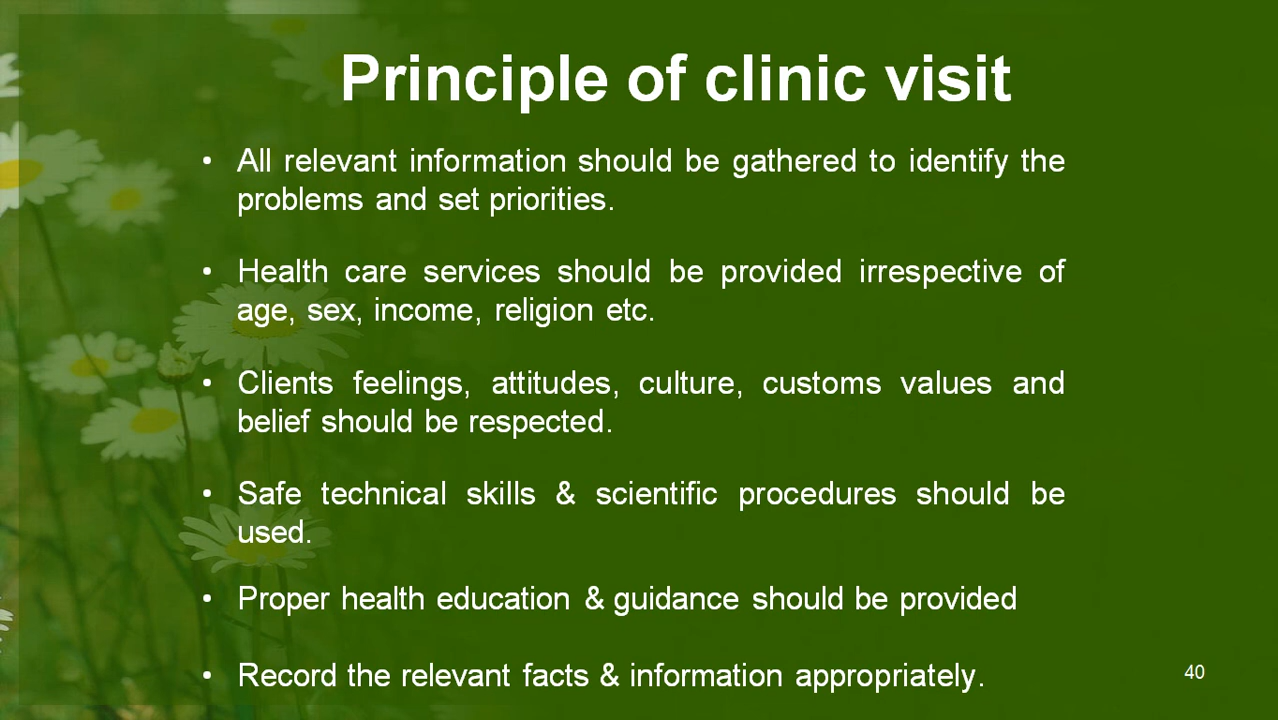 Principle of clinic visit
• All relevant information should be gathered to identify the
problems and set priorities.
• Health care services should be provided irrespective of
age, sex, income, religion etc.
• Clients feelings, attitudes, culture, customs values and
belief should be respected.
• Safe technical skills & scientific procedures should be
used.
• Proper health education & guidance should be provided
• Record the relevant facts & information appropriately.
40